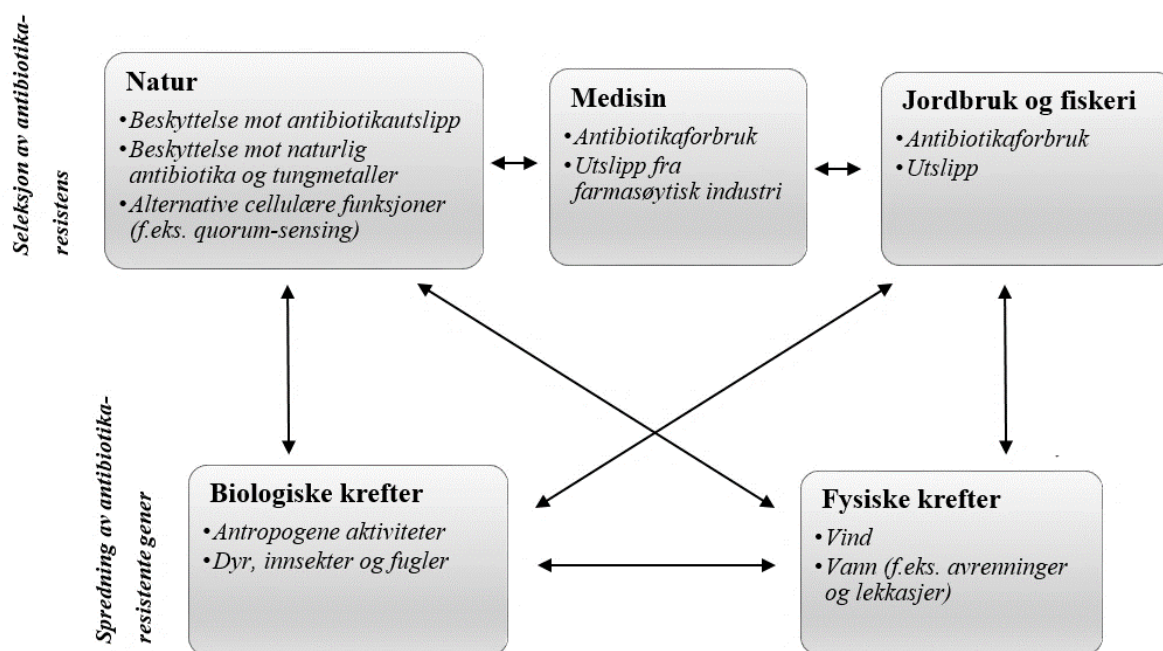 Seleksjon av antibiotika-
resistens
Natur
•Beskyttelse mot antibiotikautslipp
•Beskyttelse mot naturlig
antibiotika og tungmetaller
•Alternative cellulære funksjoner
(f.eks. quorum-sensing)
Medisin
•Antibiotikaforbruk
•Utslipp fra
farmasøytisk industri
Jordbruk og fiskeri
•Antibiotikaforbruk
•Utslipp
Spredning av antibiotika-
resistente gener
Biologiske krefter
•Antropogene aktiviteter
•Dyr, innsekter og fugler
Fysiske krefter
•Vind
•Vann (f.eks. avrenninger
og lekkasjer)